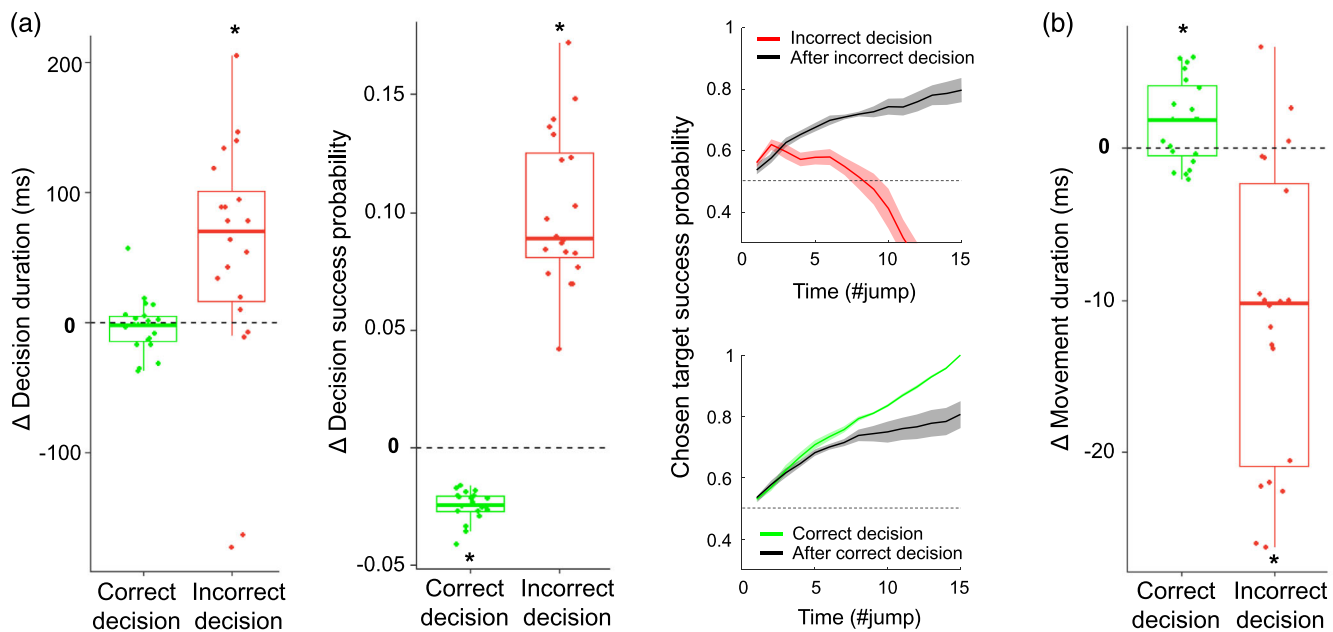 (a)
Δ Decision duration (ms)
200
100
0
-100
*
Correct
decision
Incorrect
decision
Δ Decision success probability
0.15
0.10
0.05
0
-0.05
*
*
Correct
decision
Incorrect
decision
Chosen target success probability
1
0.8
0.6
0.4
Incorrect decision
After incorrect decision
0
5
10
15
Time (#jump)
1
0.8
0.6
0.4
Correct decision
After correct decision
0
5
10
15
Time (#jump)
(b)
Δ Movement duration (ms)
0
-10
-20
*
*
Correct
decision
Incorrect
decision